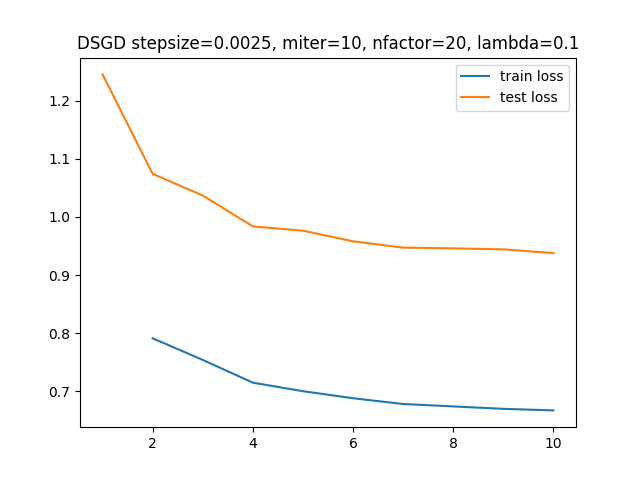 DSGD stepsize=0.0025, miter=10, nfactor=20, lambda=0.1
train loss
test loss
1.2
1.1
1.0
0.9
0.8
0.7
2 4 6 8 10